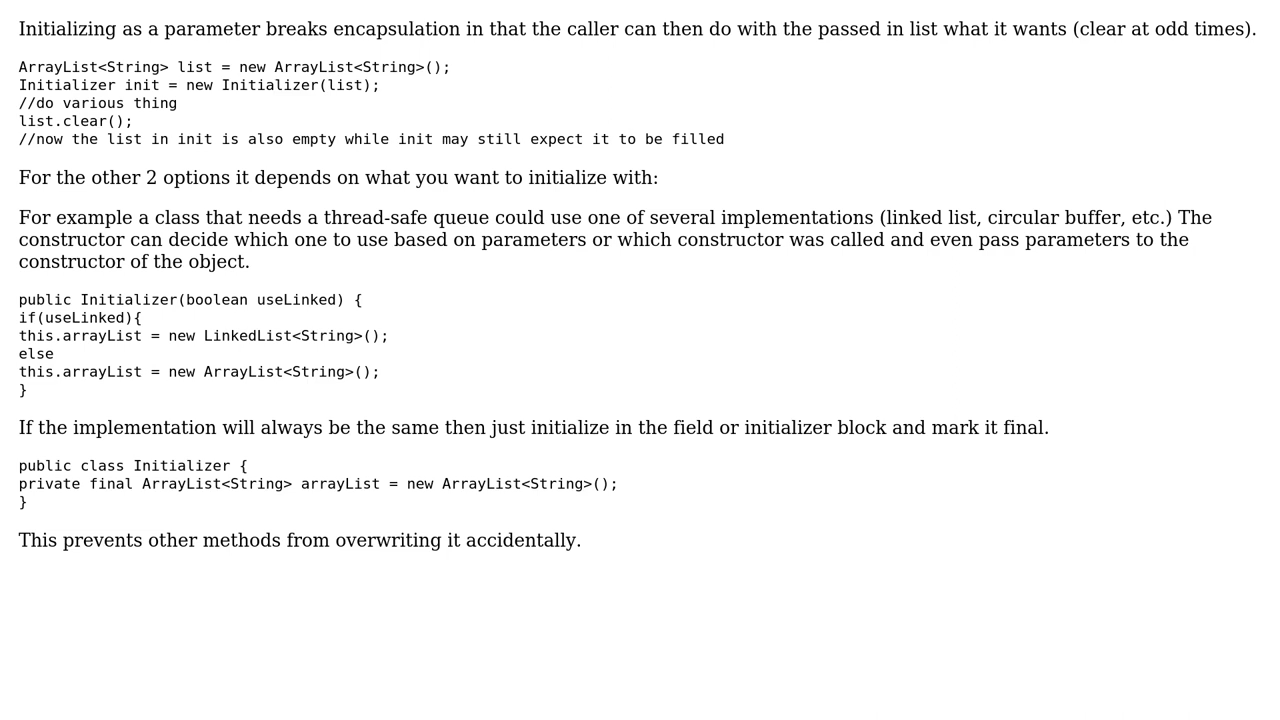 Initializing as a parameter breaks encapsulation in that the caller can then do with the passed in list what it wants (clear at odd times).
ArrayList<String> list = new ArrayList<String>();
Initializer init = new Initializer(list);
//do various thing
list.clear();
//now the list in init is also empty while init may still expect it to be filled
For the other 2 options it depends on what you want to initialize with:
For example a class that needs a thread-safe queue could use one of several implementations (linked list, circular buffer, etc.) The
constructor can decide which one to use based on parameters or which constructor was called and even pass parameters to the
constructor of the object.
public Initializer(boolean useLinked) {
if(useLinked){
this.arrayList = new LinkedList<String>();
else
this.arrayList = new ArrayList<String>();
}
If the implementation will always be the same then just initialize in the field or initializer block and mark it final.
public class Initializer {
private final ArrayList<String> arrayList = new ArrayList<String>();
}
This prevents other methods from overwriting it accidentally.